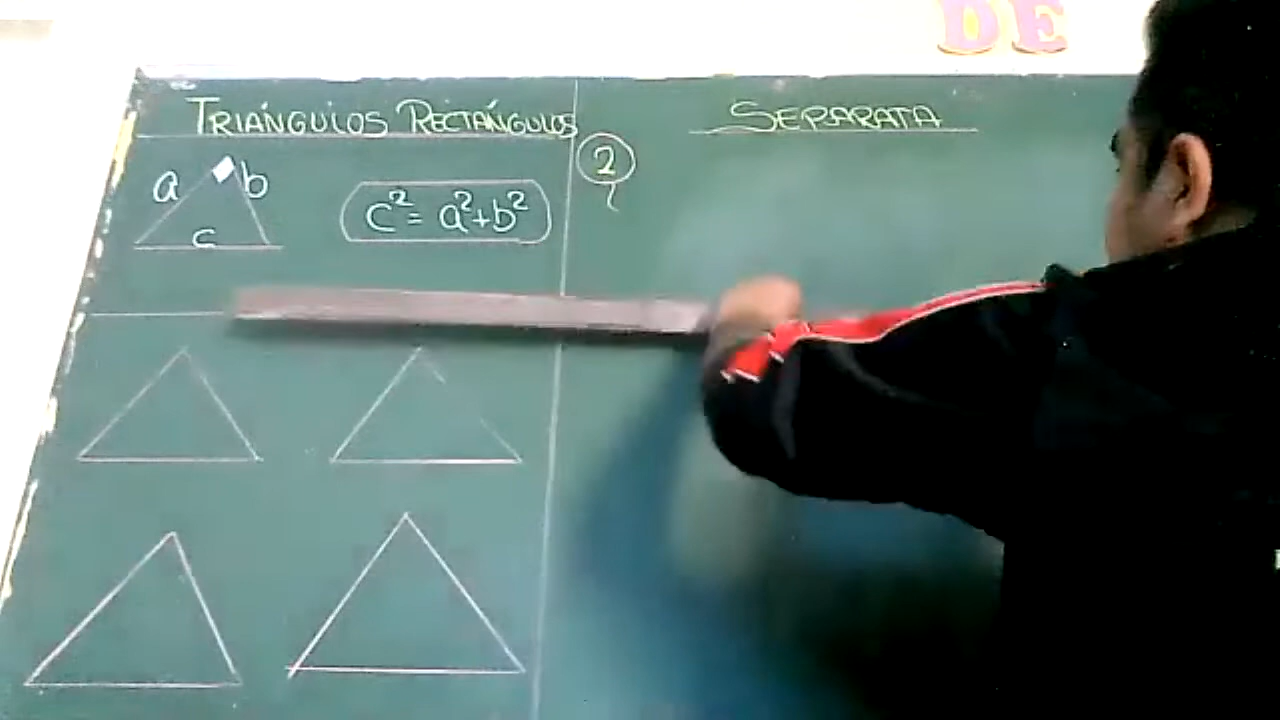 DE
TRIÁNGULOS RECTÁNGULOS
a b
c
c² = a² + b²
SEPARATA
2